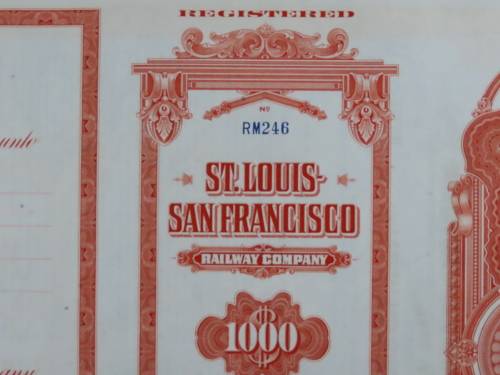 REGISTERED
No
RM246
ST. LOUIS-
SAN FRANCISCO
RAILWAY COMPANY
$1000